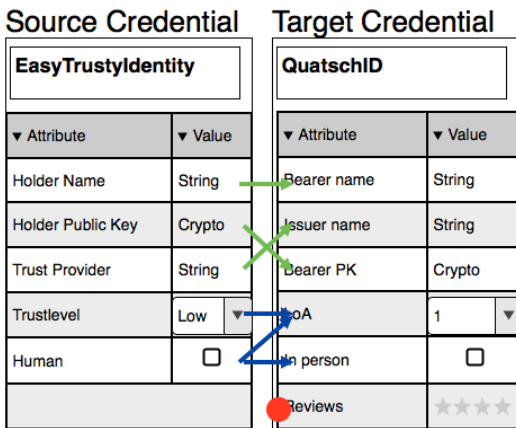 Source Credential Target Credential
EasyTrustyIdentity QuatschID
▼ Attribute ▼ Value ▼ Attribute ▼ Value
Holder Name String Bearer name String
Holder Public Key Crypto Issuer name String
Trust Provider String Bearer PK Crypto
Trustlevel Low ▼ LoA 1 ▼
Human In person
Reviews